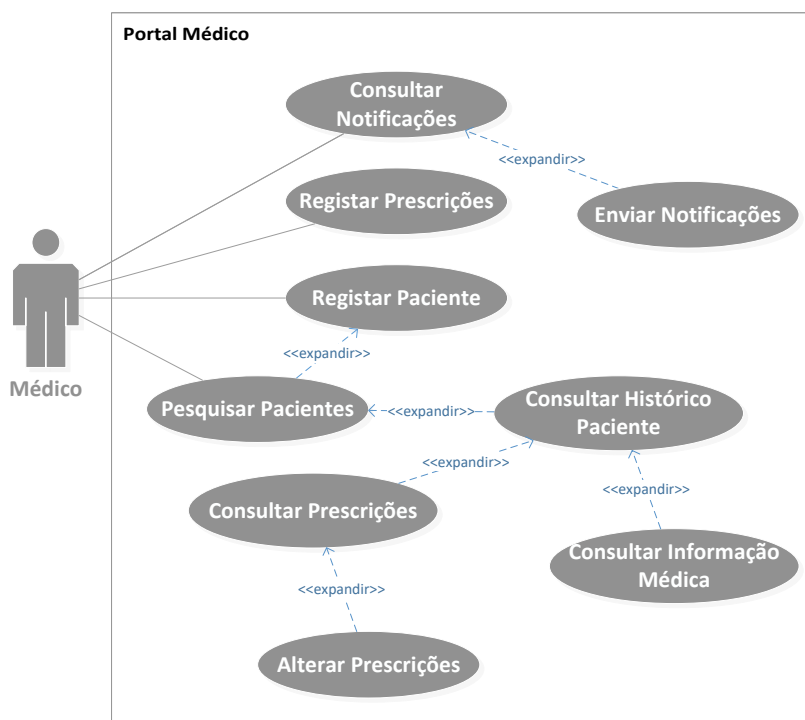 Portal Médico
Consultar
Notificações
<<expandir>>
Registar Prescrições
Enviar Notificações
Registar Paciente
<<expandir>>
Médico
Pesquisar Pacientes
<<expandir>>
Consultar Histórico
Paciente
<<expandir>>
<<expandir>>
Consultar Prescrições
Consultar Informação
Médica
<<expandir>>
Alterar Prescrições